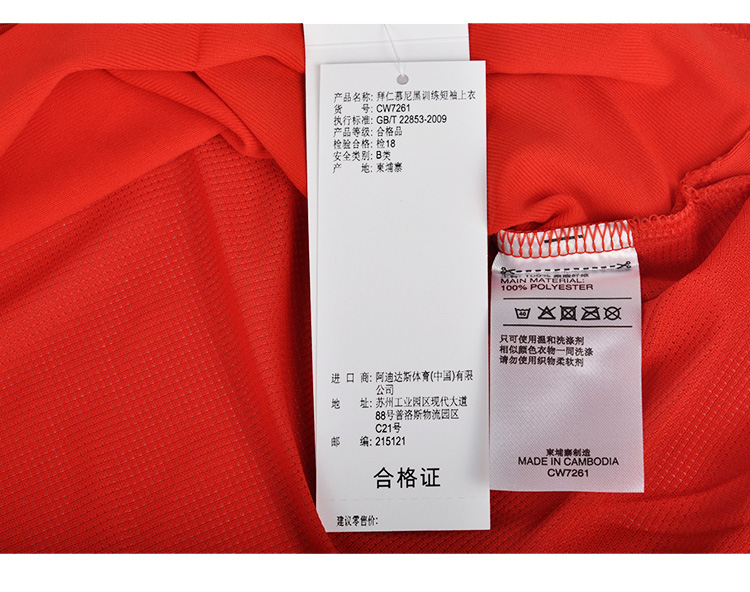 产品名称: 拜仁慕尼黑训练短袖上衣
货 号: CW7261
执行标准: GB/T 22853-2009
产品等级: 合格品
检验合格: 检18
安全类别: B类
产 地: 柬埔寨
进 口 商: 阿迪达斯体育(中国)有限
公司
地 址: 苏州工业园区现代大道
88号普洛斯物流园区
C21号
邮 编: 215121
合格证
建议零售价:
MAIN MATERIAL:
100% POLYESTER
40
只可使用温和洗涤剂
相似颜色衣物一同洗涤
请勿使用织物柔软剂
柬埔寨制造
MADE IN CAMBODIA
CW7261